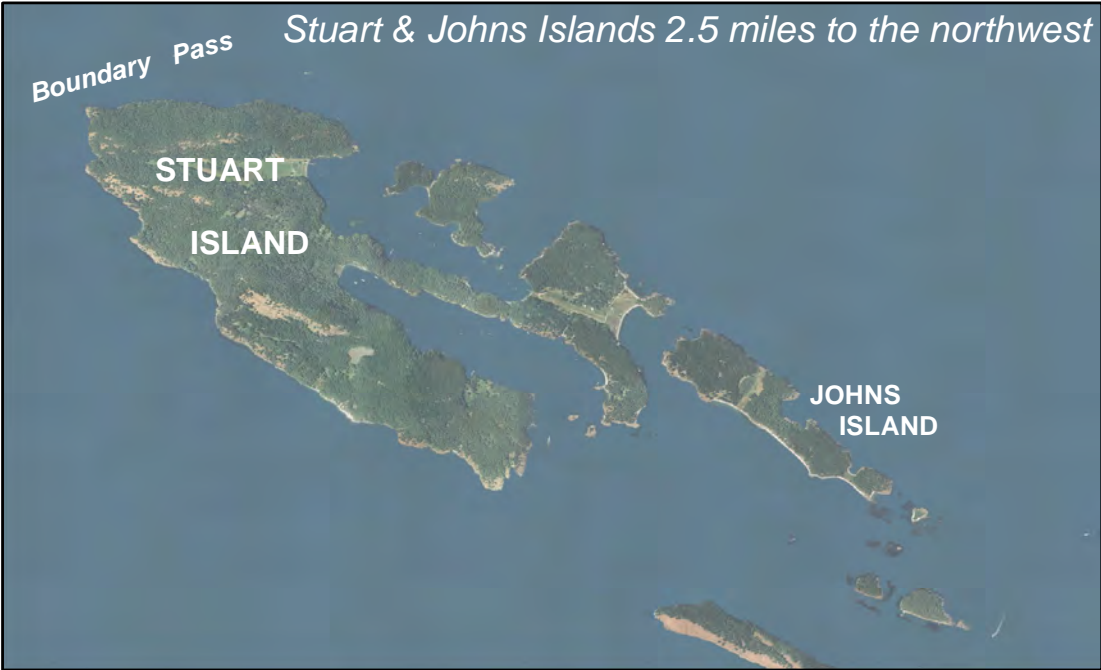 Stuart & Johns Islands 2.5 miles to the northwest
Boundary Pass
STUART
ISLAND
JOHNS
ISLAND